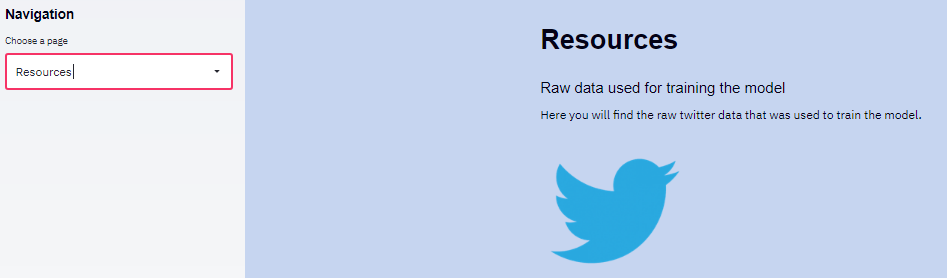 Navigation
Choose a page
Resources
Resources
Raw data used for training the model
Here you will find the raw twitter data that was used to train the model.